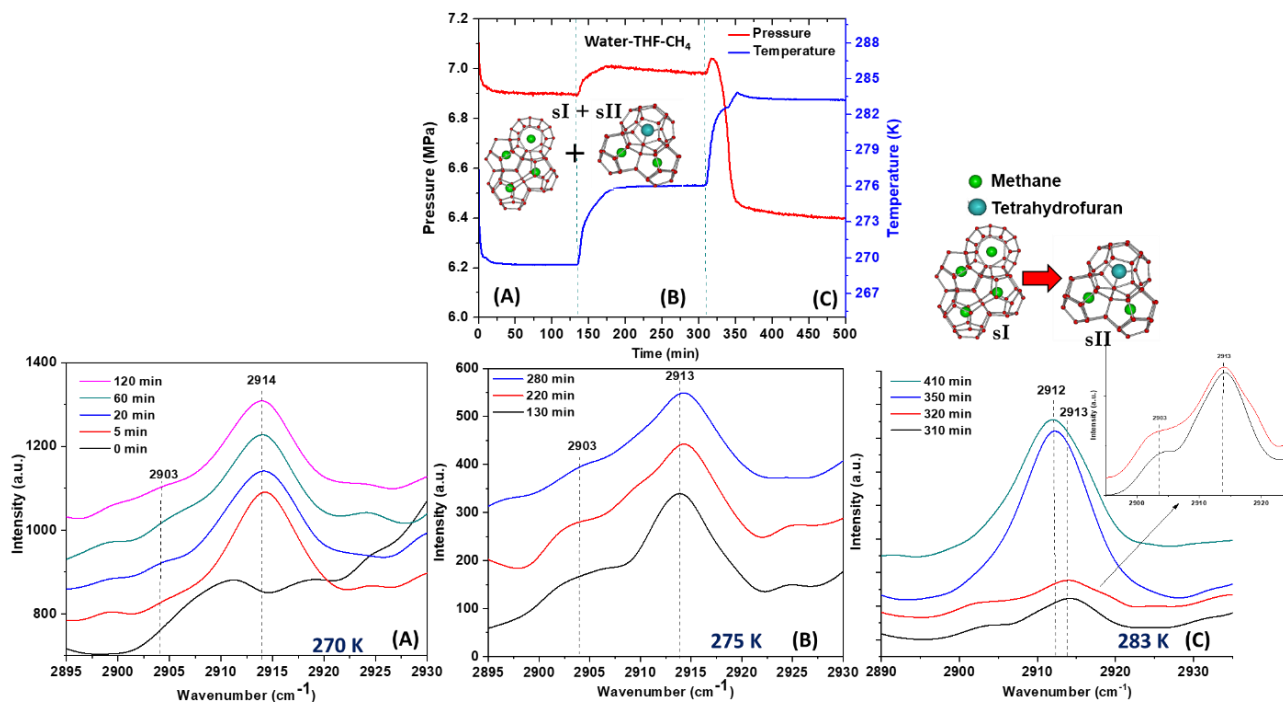 Water-THF-CH4
Pressure
Temperature
7.2
7.0
6.8
6.6
6.4
6.2
6.0
Pressure (MPa)
288
285
282
279
276
273
270
267
Temperature (K)
sI + sII
+
(A)
(B)
(C)
0 50 100 150 200 250 300 350 400 450 500
Time (min)
Methane
Tetrahydrofuran
sI
sII
1400
1200
1000
800
Intensity (a.u.)
120 min
60 min
20 min
5 min
0 min
2914
2903
270 K
(A)
2895 2900 2905 2910 2915 2920 2925 2930
Wavenumber (cm-1)
600
500
400
300
200
100
0
Intensity (a.u.)
280 min
220 min
130 min
2913
2903
275 K
(B)
2895 2900 2905 2910 2915 2920 2925 2930
Wavenumber (cm-1)
Intensity (a.u.)
410 min
350 min
320 min
310 min
2912
2913
283 K
(C)
2890 2900 2910 2920 2930
Wavenumber (cm-1)
Intensity (a.u.)
2913
2903
2900 2910 2920